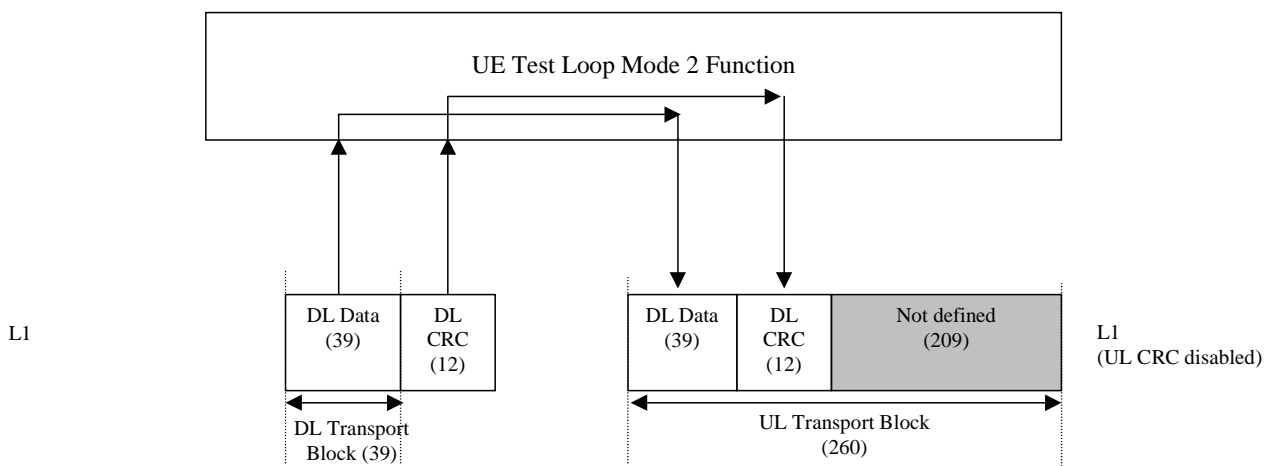 UE Test Loop Mode 2 Function
L1
DL Data
(39)
DL
CRC
(12)
DL Data
(39)
DL
CRC
(12)
Not defined
(209)
L1
(UL CRC disabled)
DL Transport
Block (39)
UL Transport Block
(260)